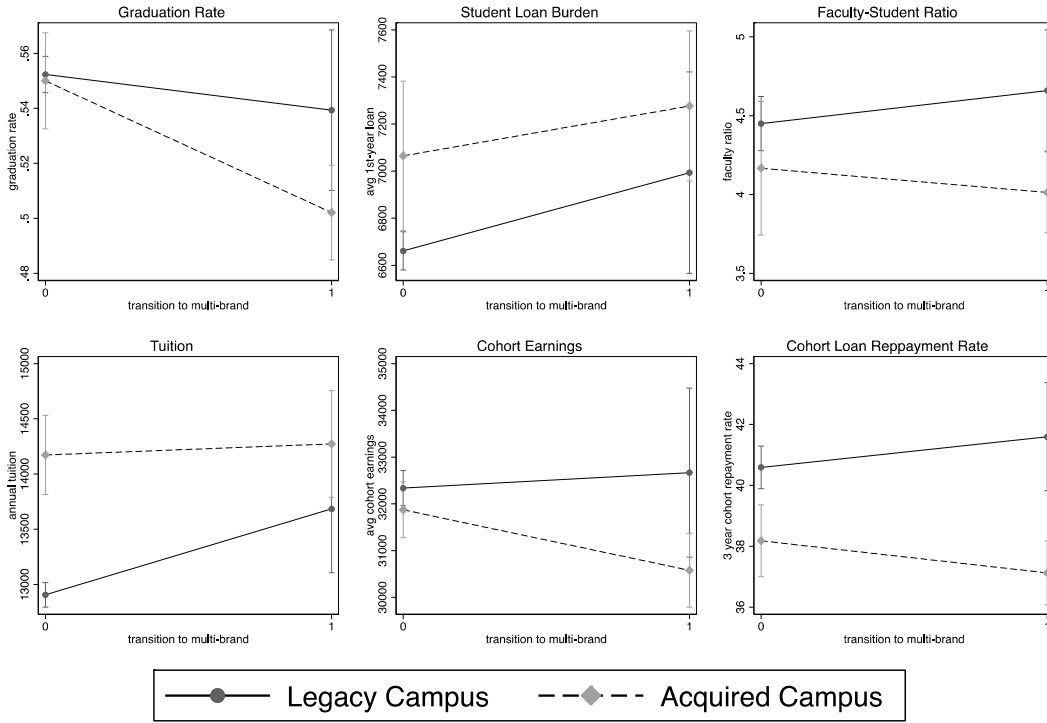 Graduation Rate
graduation rate
.56
.54
.52
.5
.48
0 1
transition to multi-brand
Student Loan Burden
avg 1st-year loan
7600
7400
7200
7000
6800
6600
0 1
transition to multi-brand
Faculty-Student Ratio
faculty ratio
5
4.5
4
3.5
0 1
transition to multi-brand
Tuition
annual tuition
15000
14500
14000
13500
13000
0 1
transition to multi-brand
Cohort Earnings
avg cohort earnings
35000
34000
33000
32000
31000
30000
0 1
transition to multi-brand
Cohort Loan Reppayment Rate
3 year cohort repayment rate
44
42
40
38
36
0 1
transition to multi-brand
Legacy Campus Acquired Campus